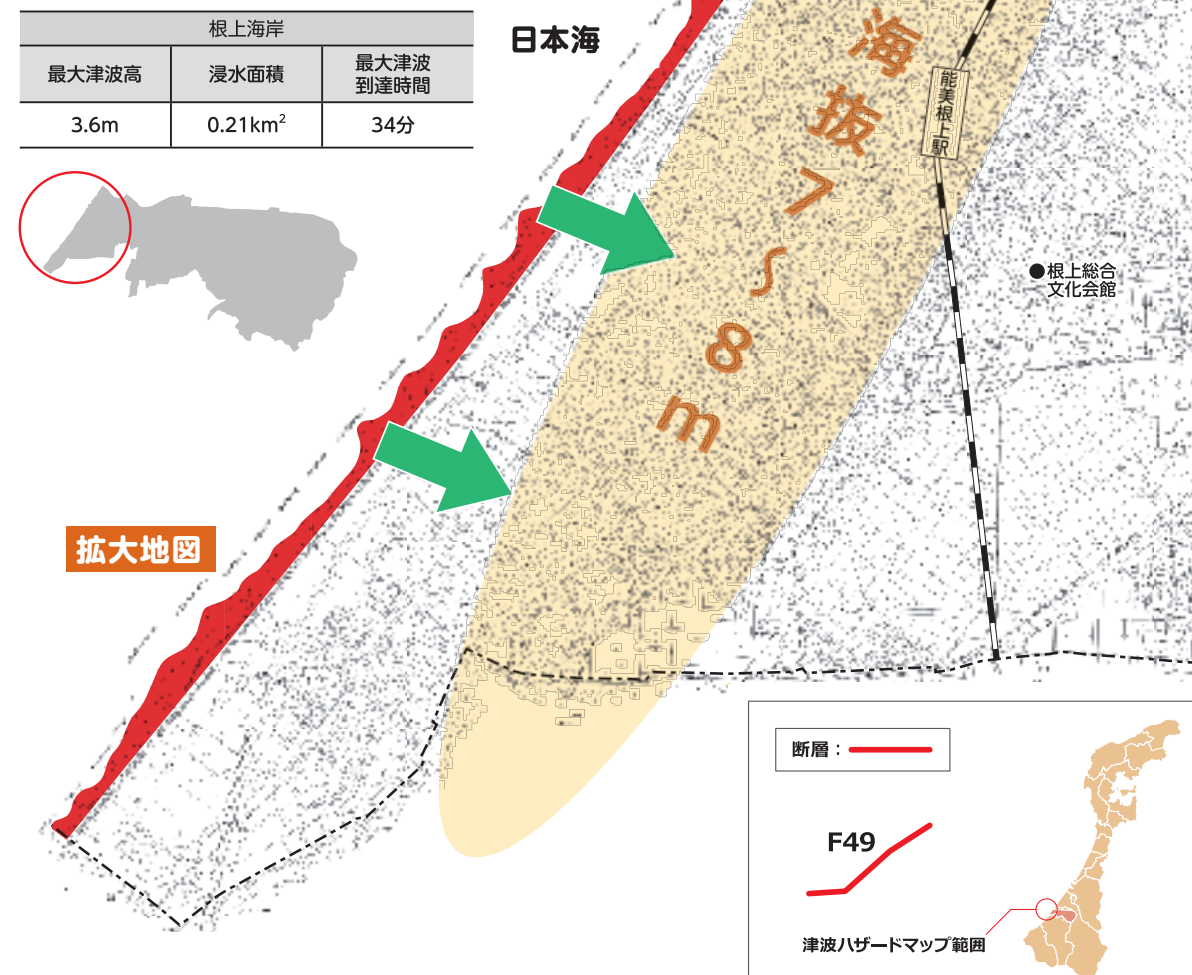 根上海岸
最大津波高
浸水面積
最大津波
到達時間
3.6m
0.21km²
34分
日本海
海抜7~8m
能美根上駅
●根上総合
文化会館
拡大地図
断層：
F49
津波ハザードマップ範囲